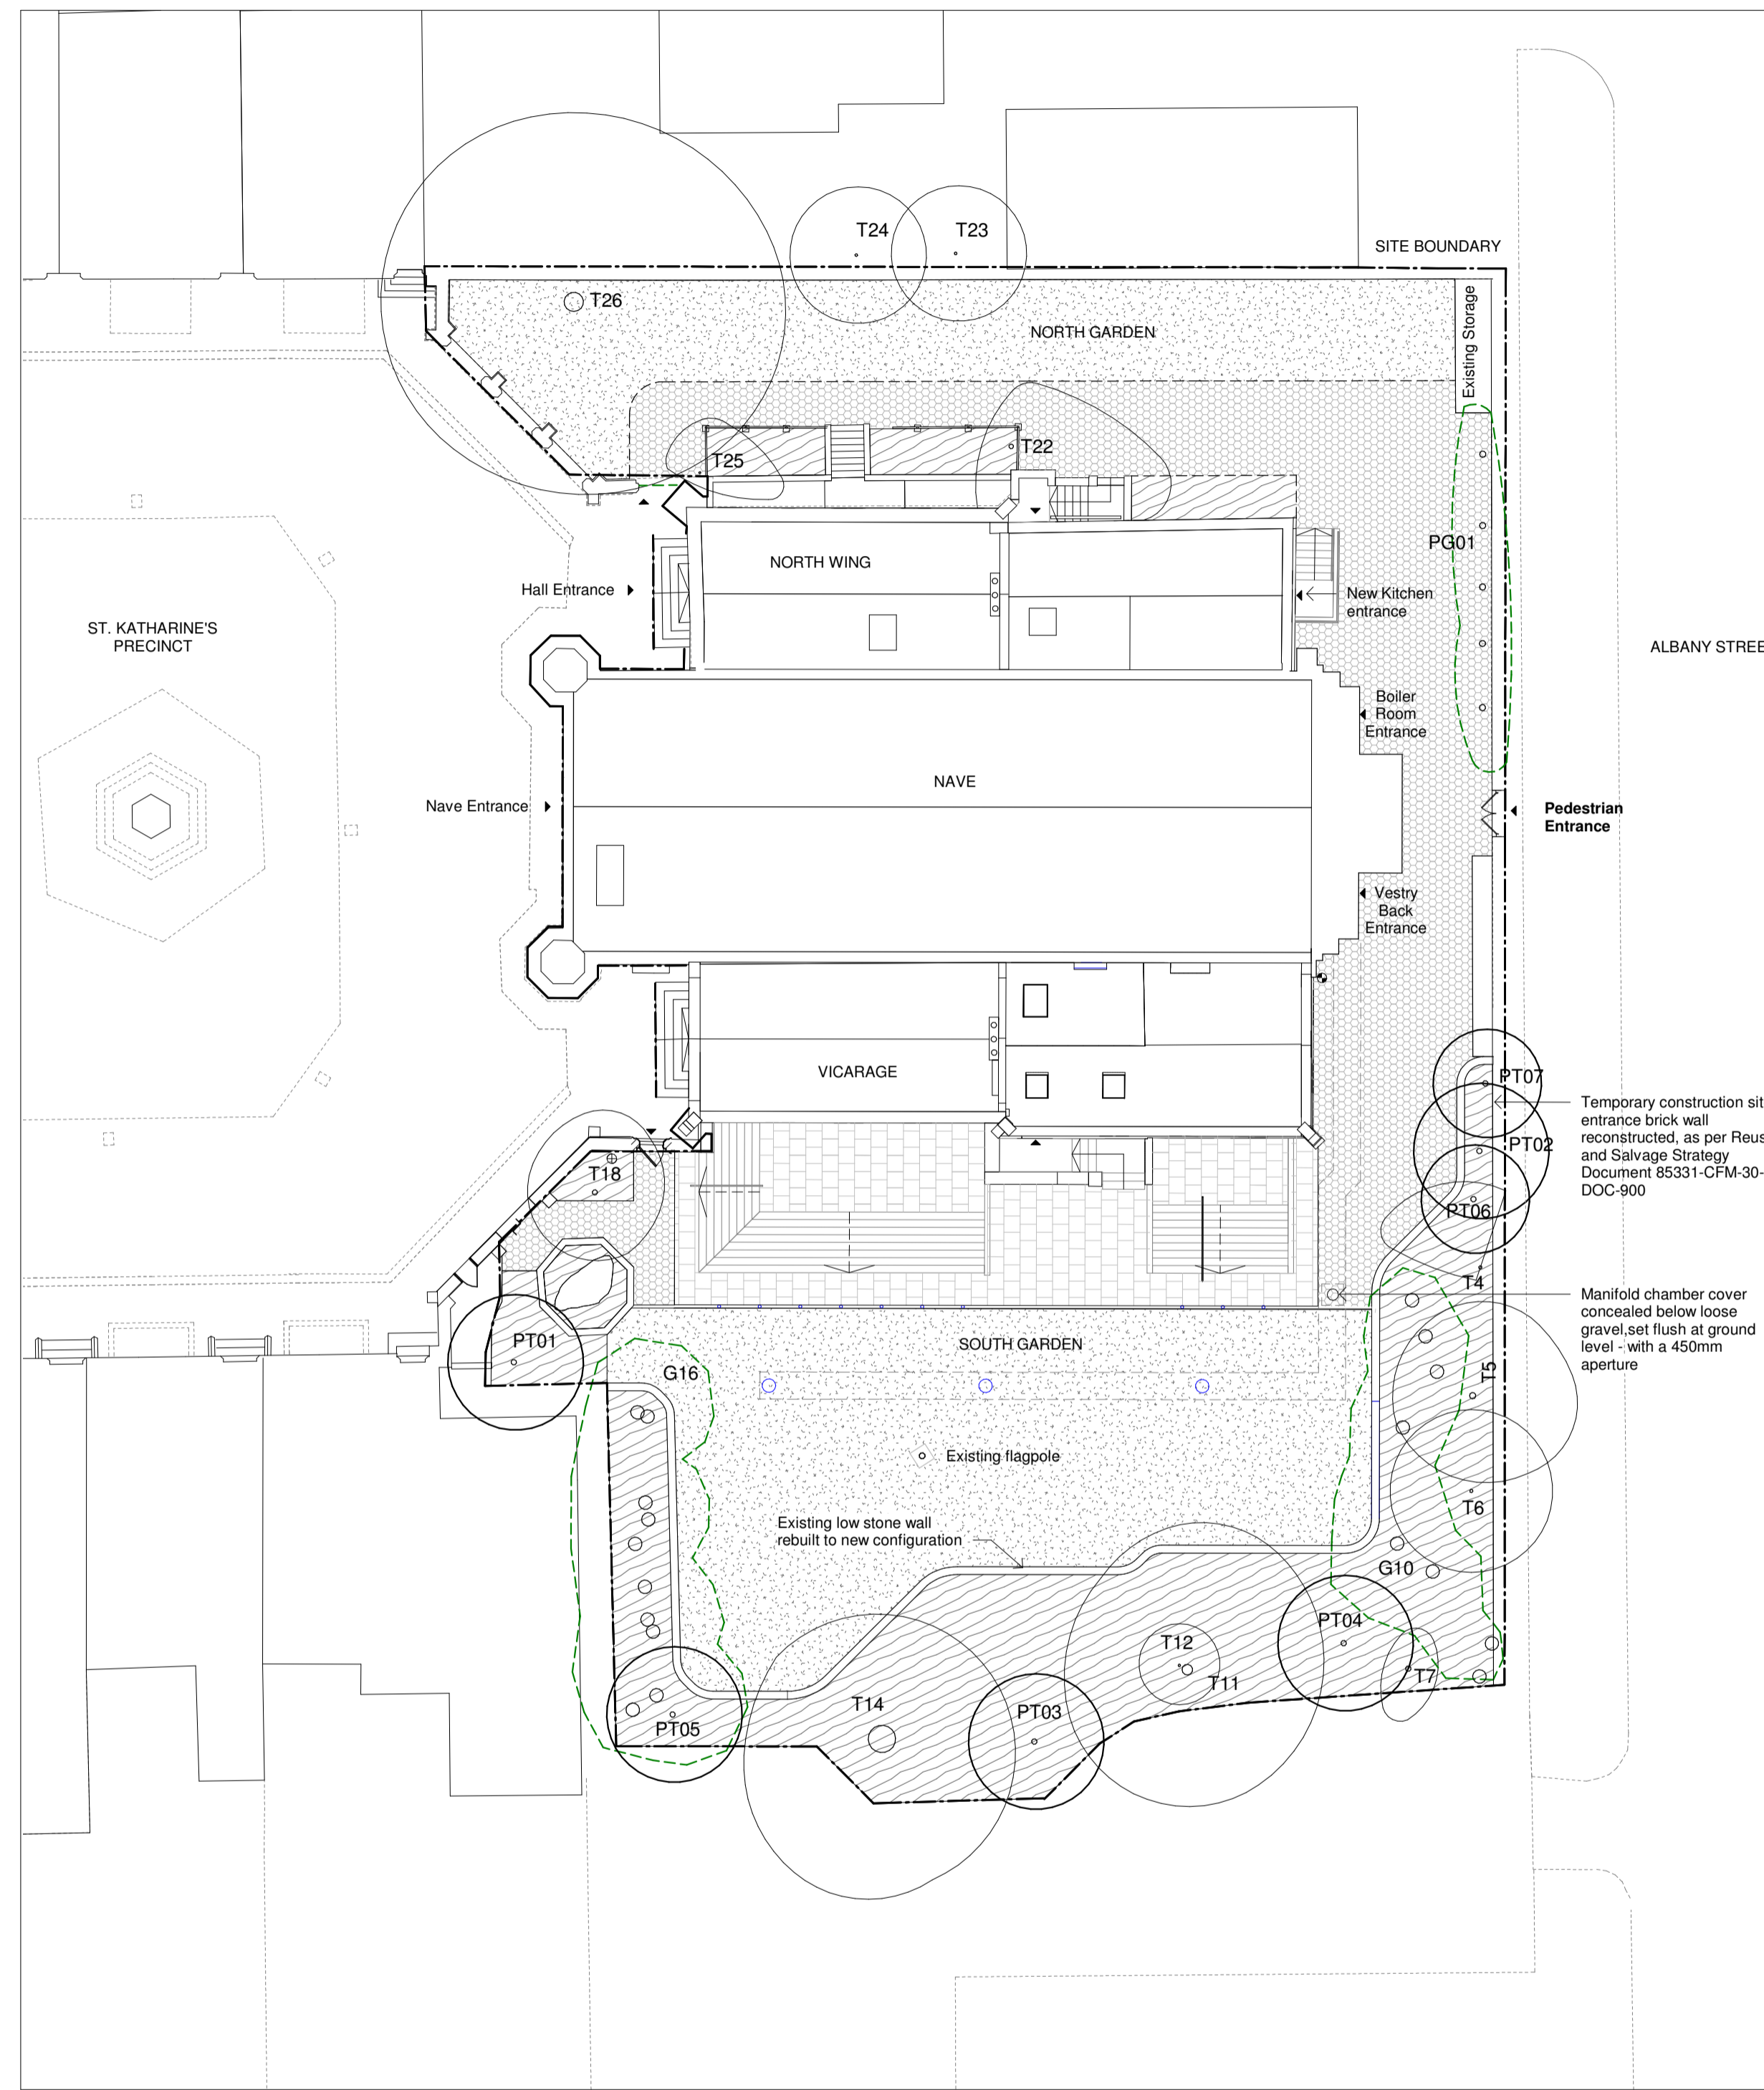 T24
T23
SITE BOUNDARY
T26
NORTH GARDEN
Existing Storage
T22
T25
PG01
NORTH WING
Hall Entrance
New Kitchen
entrance
ST. KATHARINE'S
PRECINCT
ALBANY STREE
Boiler
Room
Entrance
NAVE
Nave Entrance
Pedestrian
Entrance
Vestry
Back
Entrance
VICARAGE
PT07
Temporary construction sit
entrance brick wall
reconstructed, as per Reus
and Salvage Strategy
Document 85331-CFM-30-
DOC-900
PT02
T18
PT06
T4
Manifold chamber cover
concealed below loose
gravel,set flush at ground
level - with a 450mm
aperture
PT01
SOUTH GARDEN
G16
T5
Existing flagpole
T6
Existing low stone wall
rebuilt to new configuration
G10
PT04
T12
T11
T7
T14
PT03
PT05